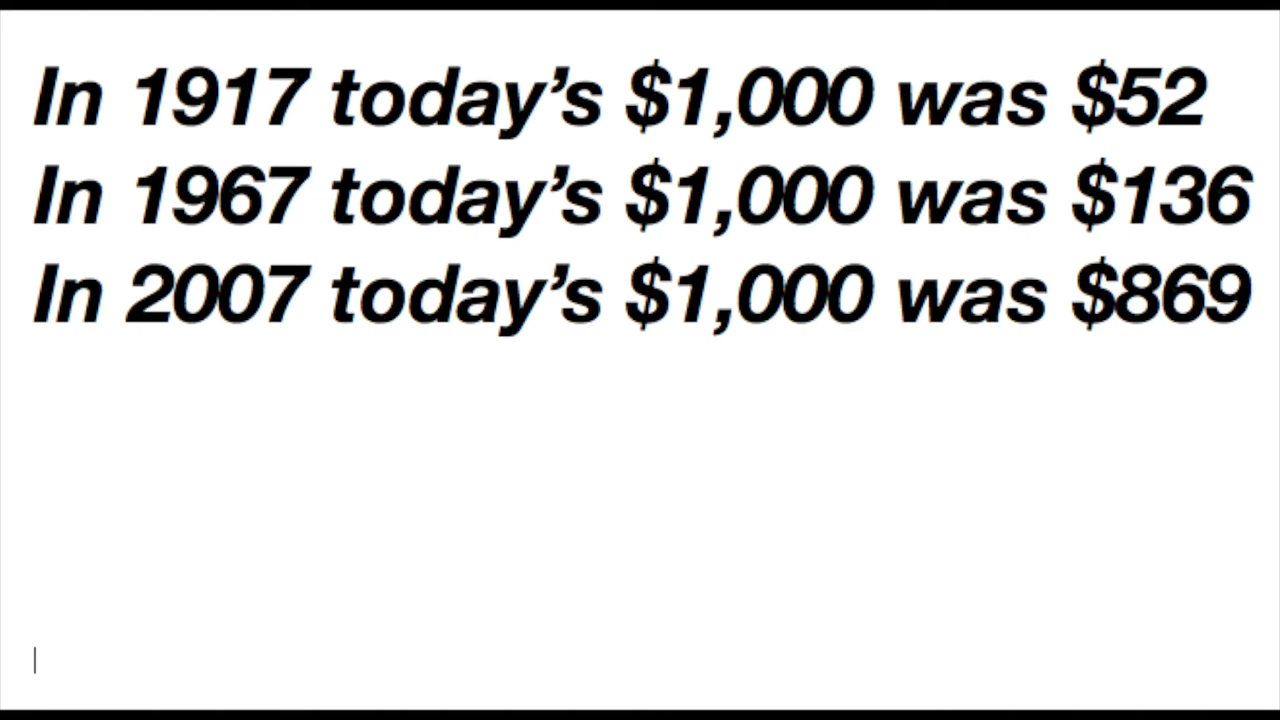 In 1917 today’s $1,000 was $52
In 1967 today’s $1,000 was $136
In 2007 today’s $1,000 was $869